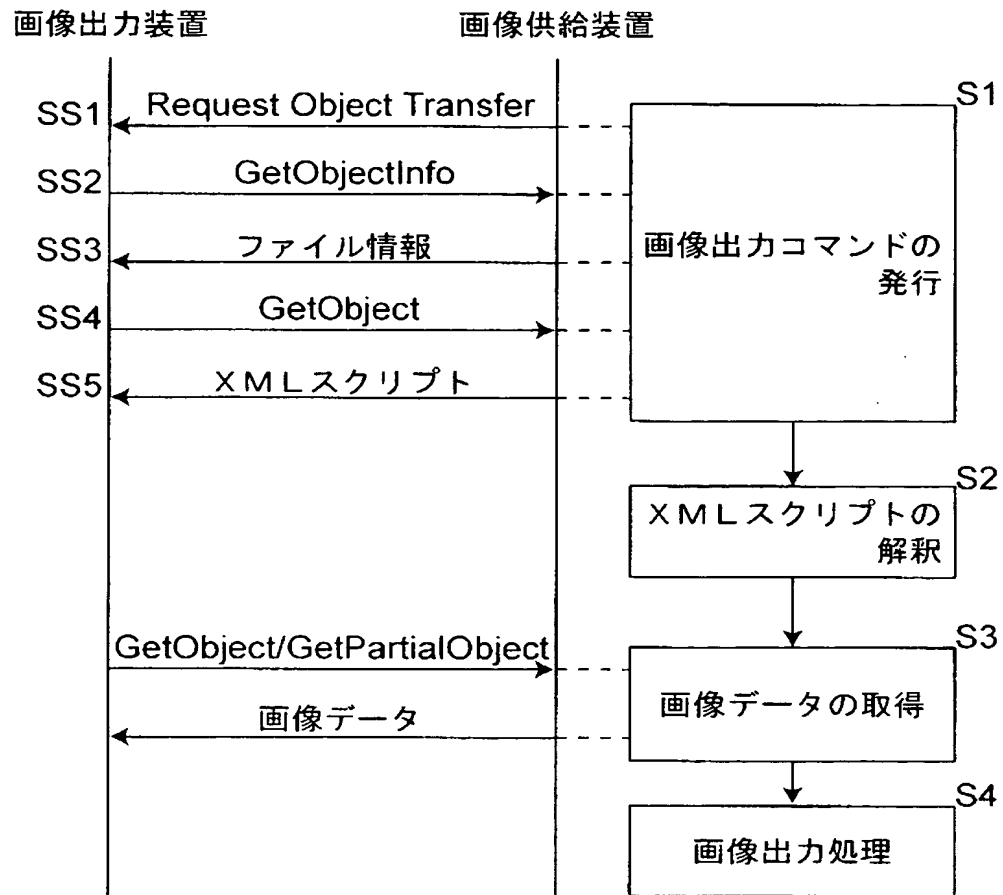 画像出力装置
画像供給装置
S1
SS1
Request Object Transfer
SS2
GetObjectInfo
SS3
ファイル情報
画像出力コマンドの
発行
SS4
GetObject
SS5
XMLスクリプト
S2
XMLスクリプトの
解釈
S3
GetObject/GetPartialObject
画像データの取得
画像データ
S4
画像出力処理